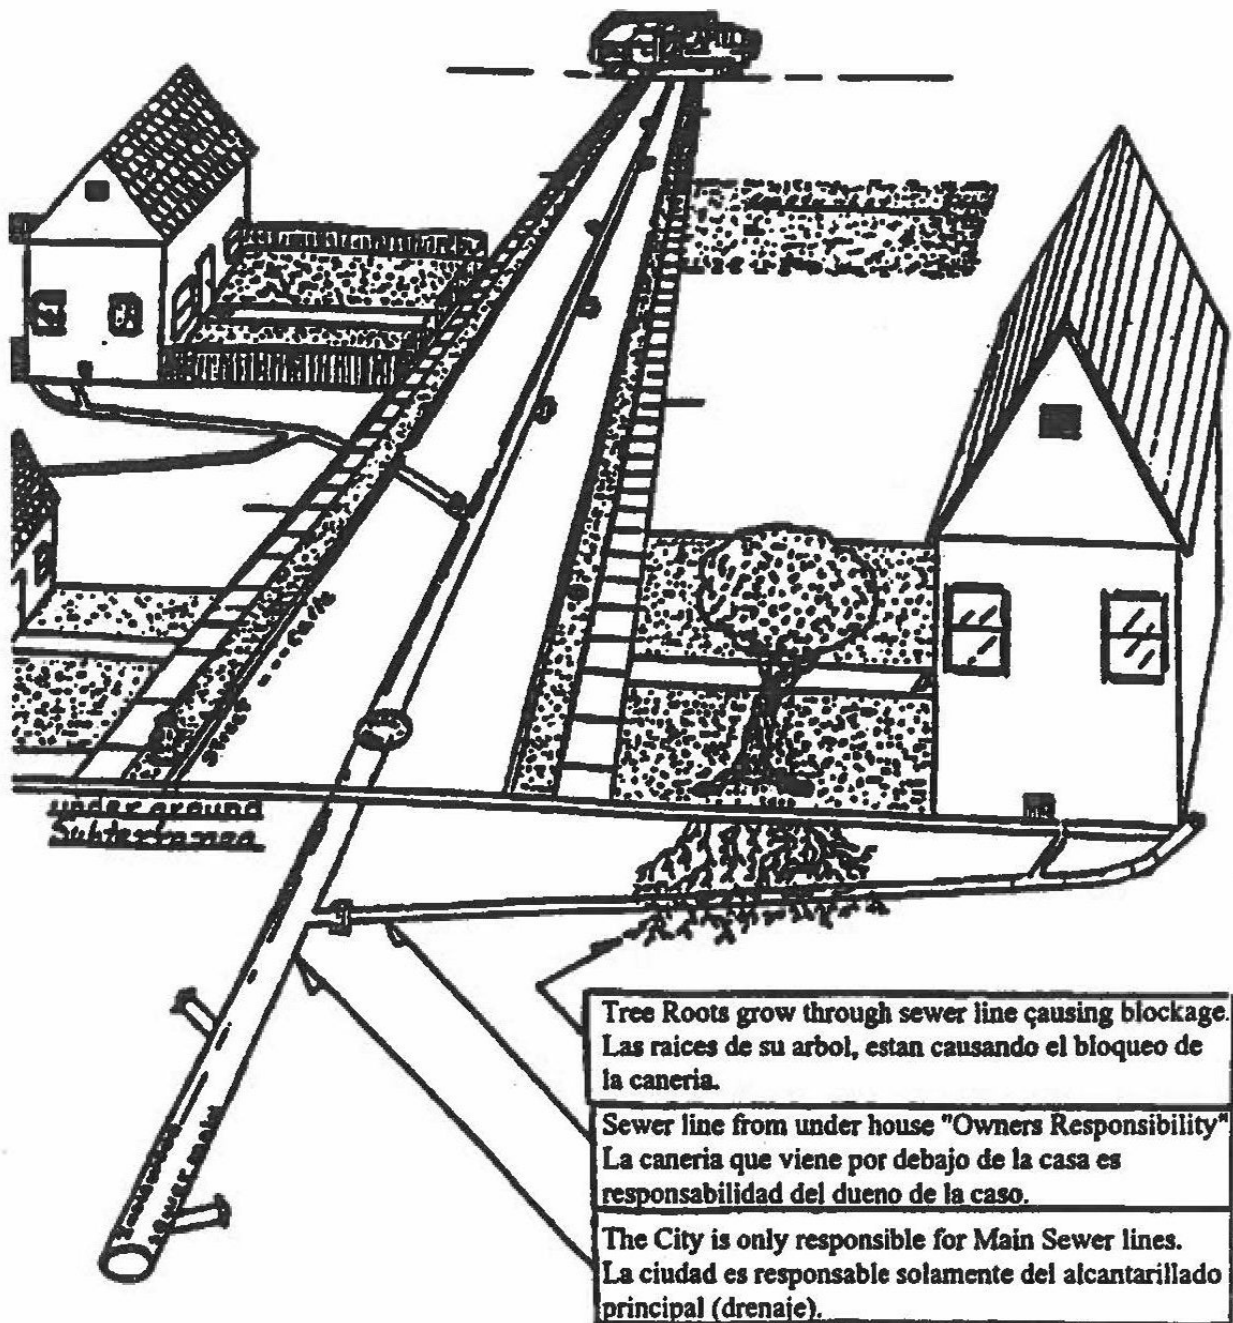 under ground
Tree Roots grow through sewer line causing blockage.
Las raices de su arbol, estan causando el bloqueo de
la caneria.
Sewer line from under house "Owners Responsibility"
La caneria que viene por debajo de la casa es
responsabilidad del dueno de la caso.
The City is only responsible for Main Sewer lines.
La ciudad es responsable solamente del alcantarillado
principal (drenaje).
sewer main